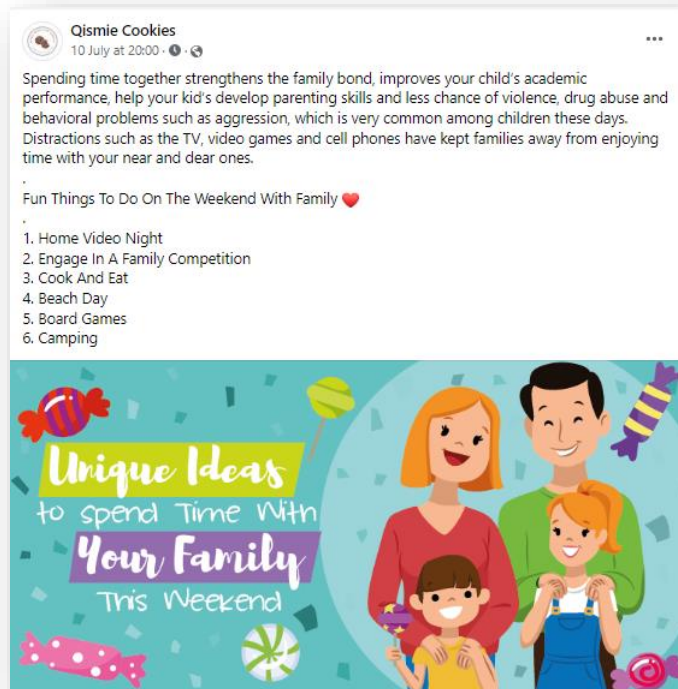 Qismie Cookies
10 July at 20:00 ·
Spending time together strengthens the family bond, improves your child's academic
performance, help your kid's develop parenting skills and less chance of violence, drug abuse and
behavioral problems such as aggression, which is very common among children these days.
Distractions such as the TV, video games and cell phones have kept families away from enjoying
time with your near and dear ones.
.
Fun Things To Do On The Weekend With Family ❤️
.
1. Home Video Night
2. Engage In A Family Competition
3. Cook And Eat
4. Beach Day
5. Board Games
6. Camping
Unique Ideas
to spend Time With
Your Family
This Weekend